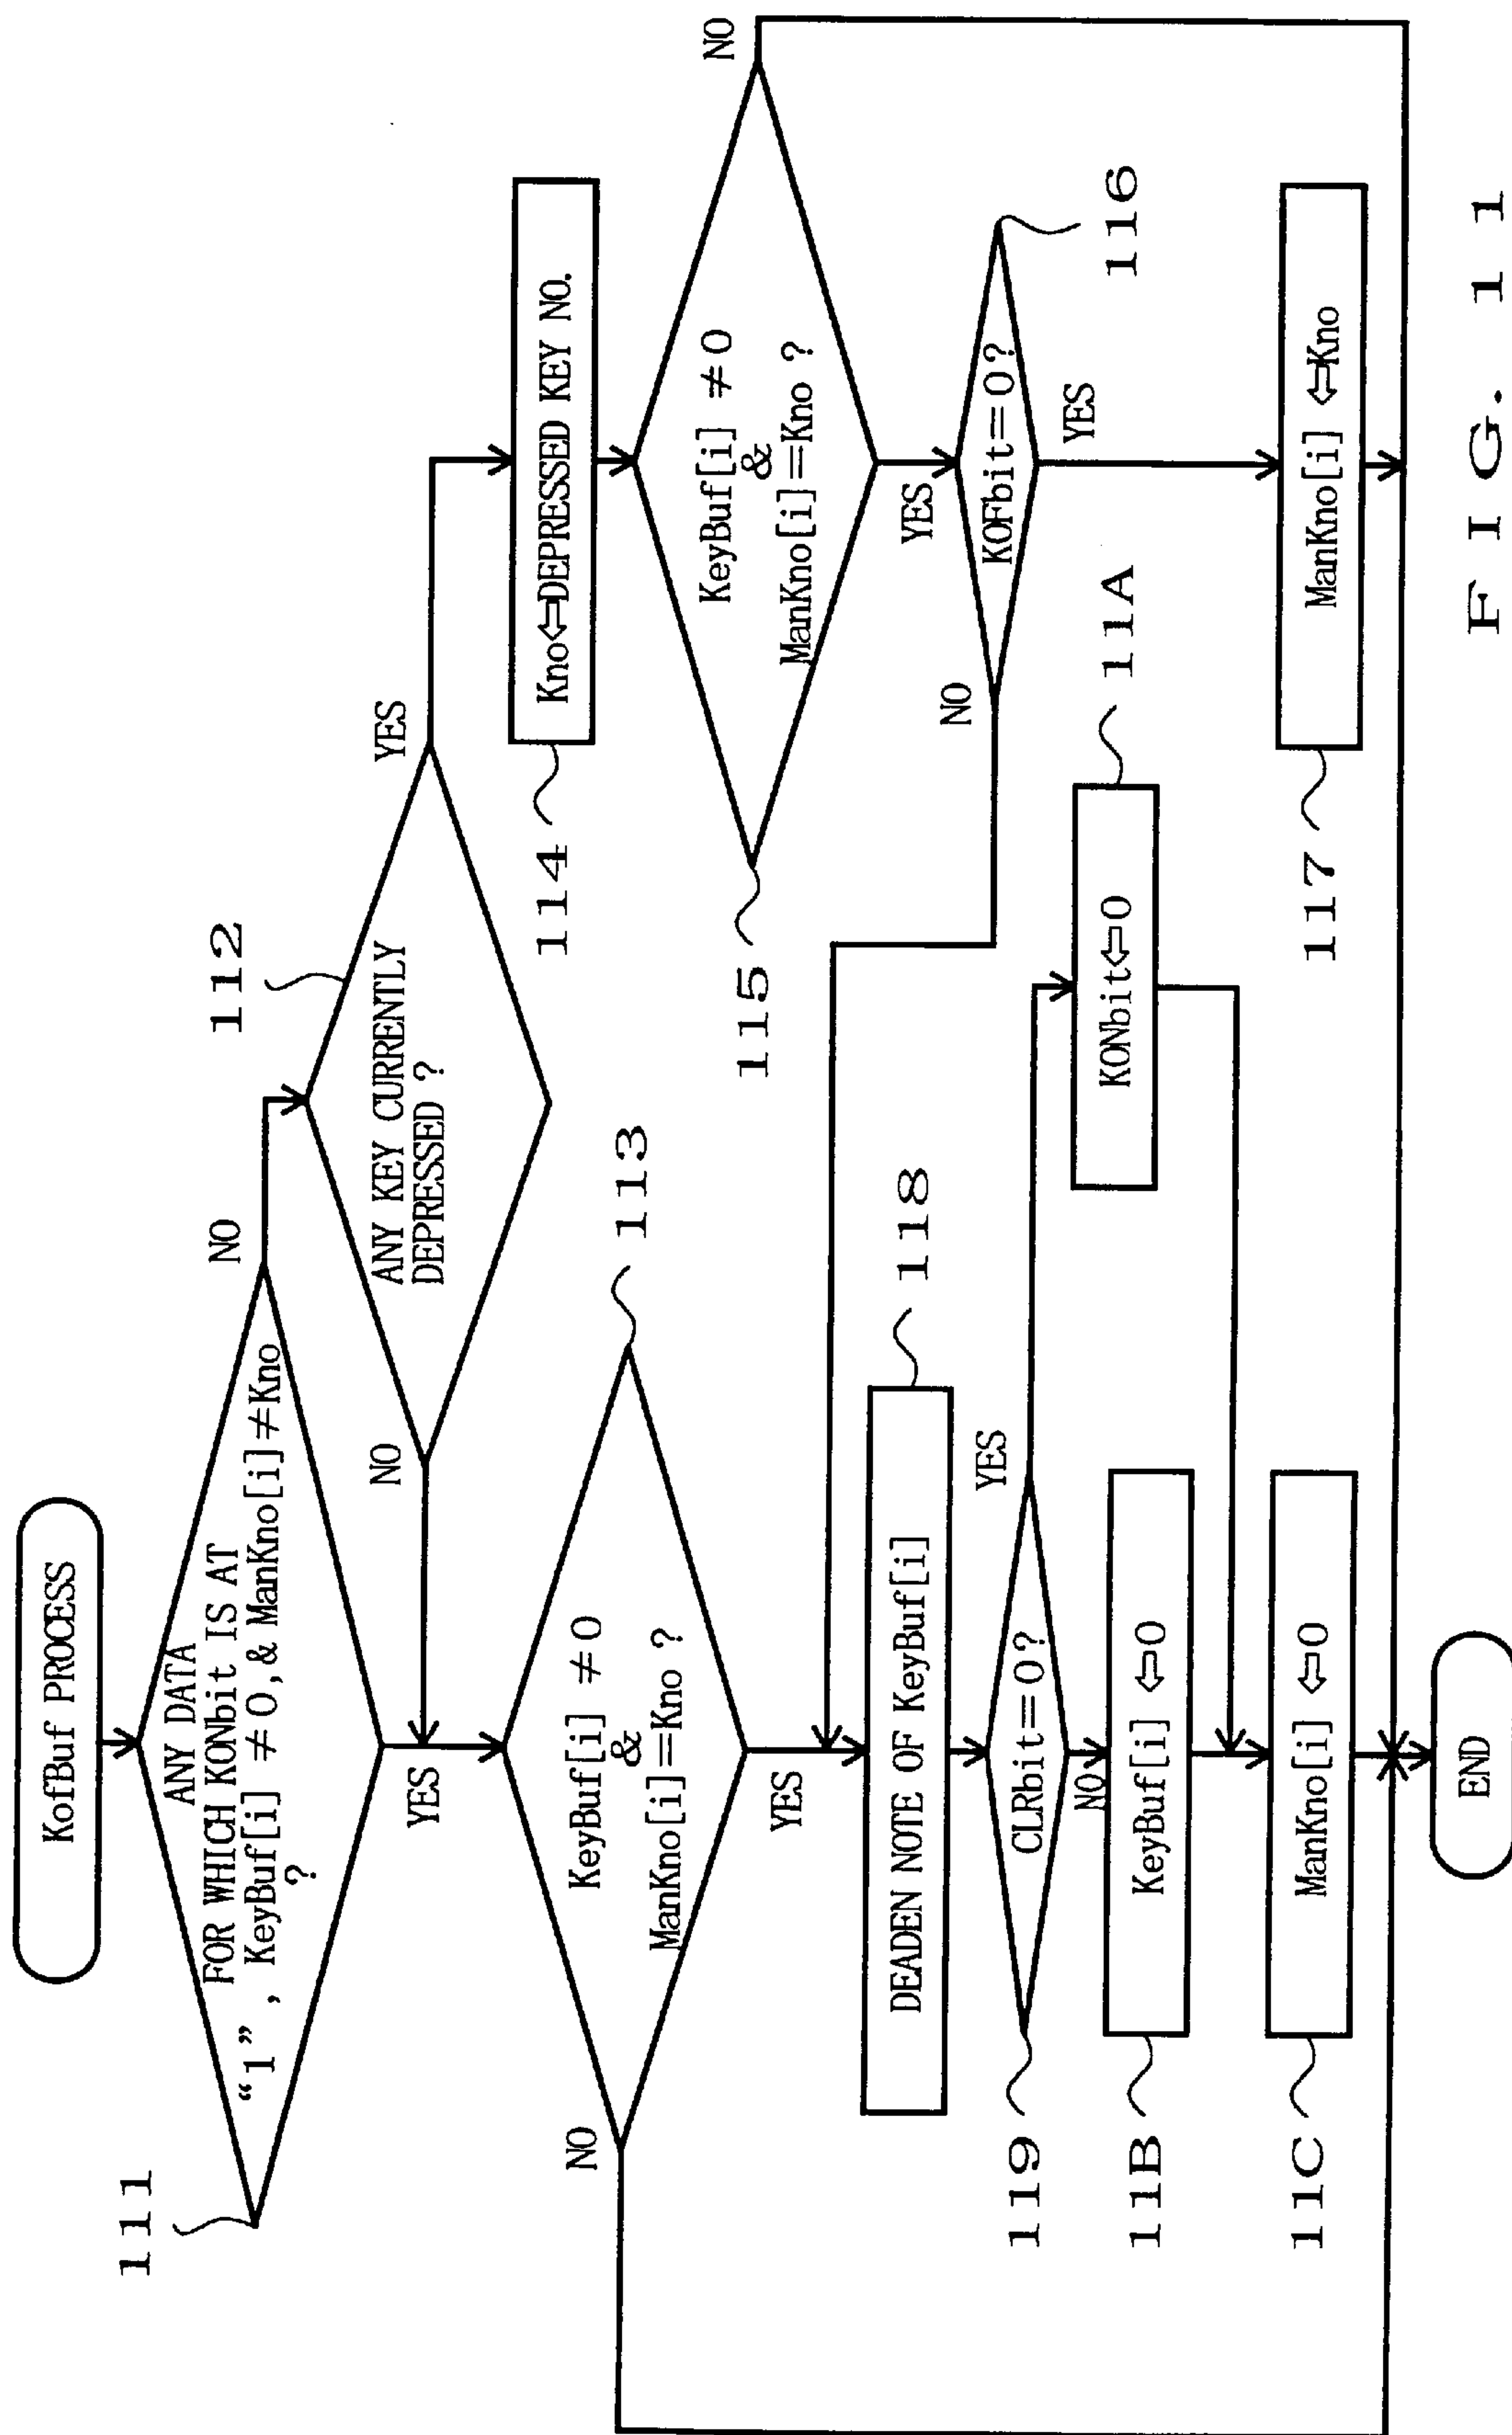 KofBuf PROCESS
111
ANY DATA
FOR WHICH KONbit IS AT
“1”, KeyBuf[i] ≠0,& ManKno[i]≠Kno
?
NO
YES
112
ANY KEY CURRENTLY
DEPRESSED ?
NO
YES
113
KeyBuf[i] ≠0
&
ManKno[i]=Kno ?
NO
YES
114
Kno⇐DEPRESSED KEY NO.
115
KeyBuf[i] ≠0
&
ManKno[i]=Kno ?
NO
YES
116
KOFbit=0?
NO
YES
117
ManKno[i] ⇐Kno
118
DEADEN NOTE OF KeyBuf[i]
119
CLRbit=0?
YES
NO
11A
KONbit⇐0
11B
KeyBuf[i] ⇐0
11C
ManKno[i] ⇐0
END
FIG. 11